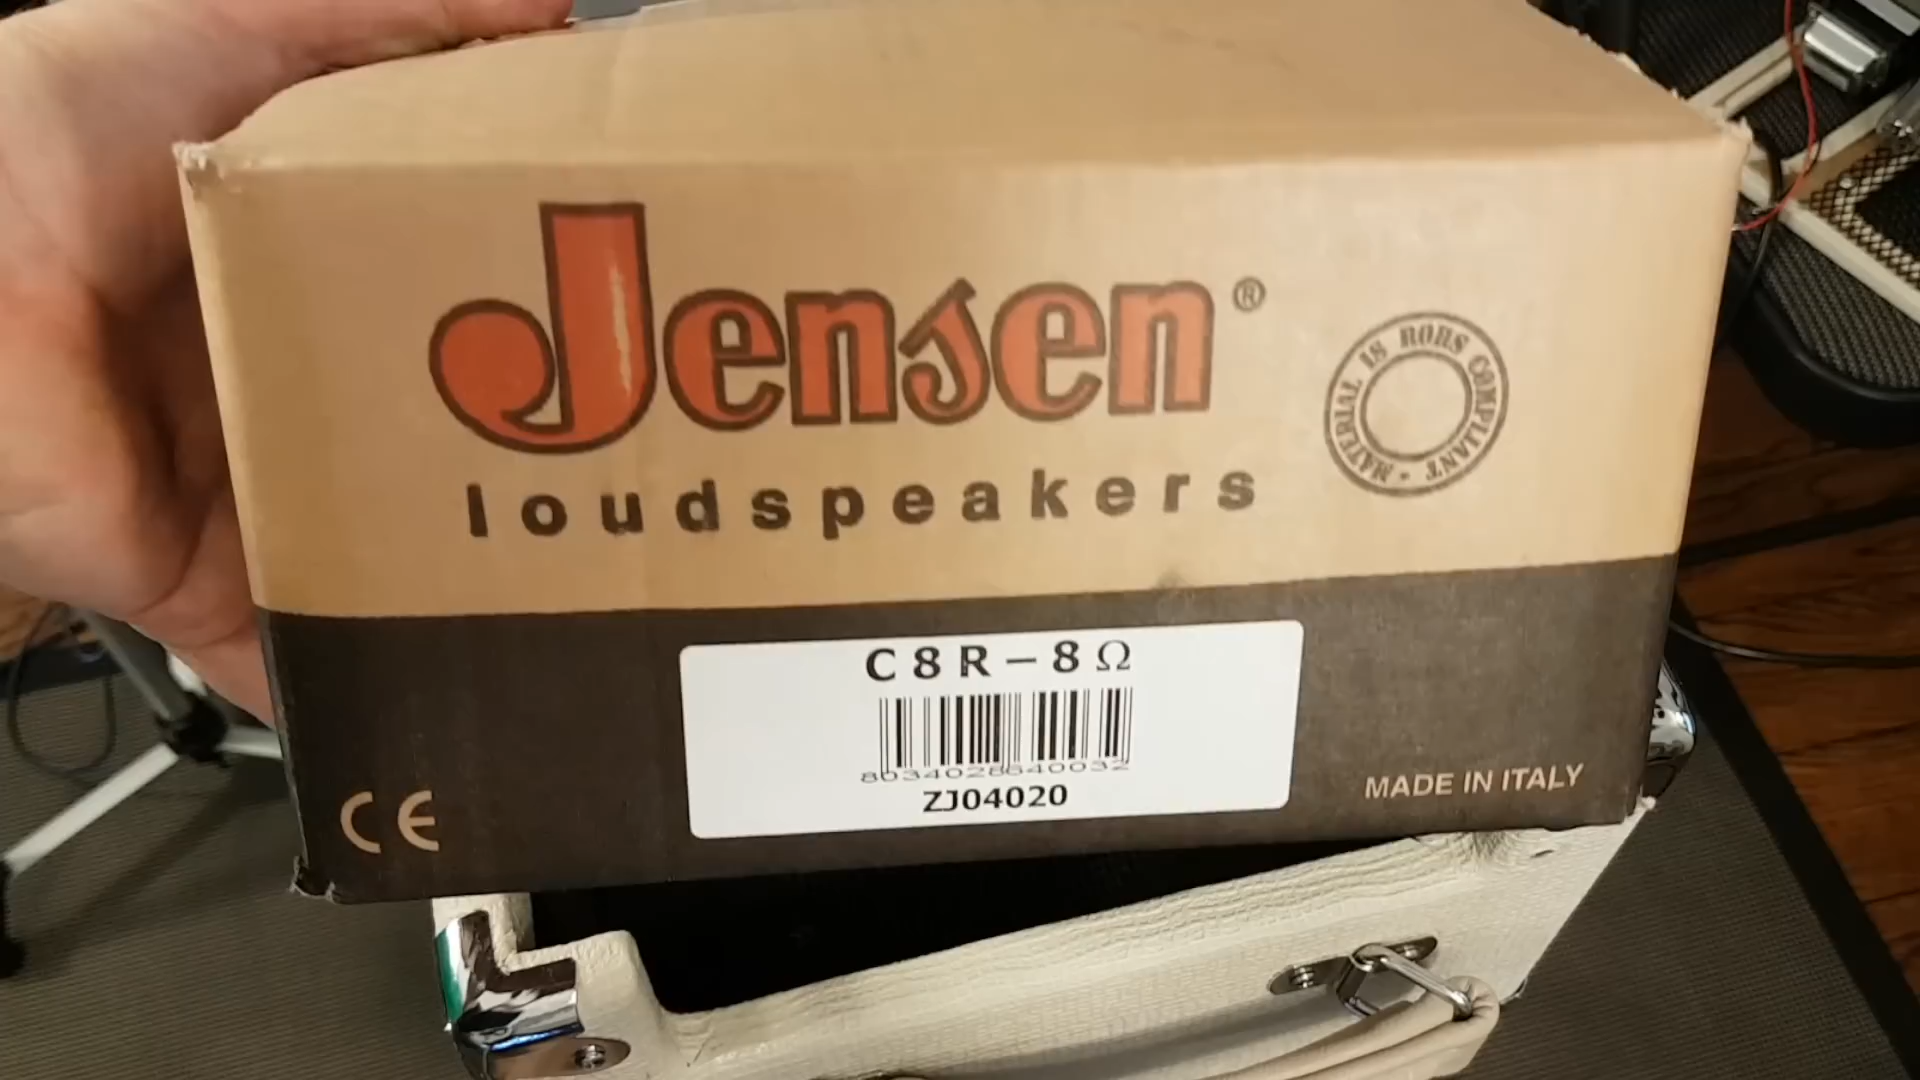 Jensen®
loudspeakers
MATERIAL IS ROHS COMPLIANT •
C8R–8Ω
8034028640032
ZJ04020
CE
MADE IN ITALY